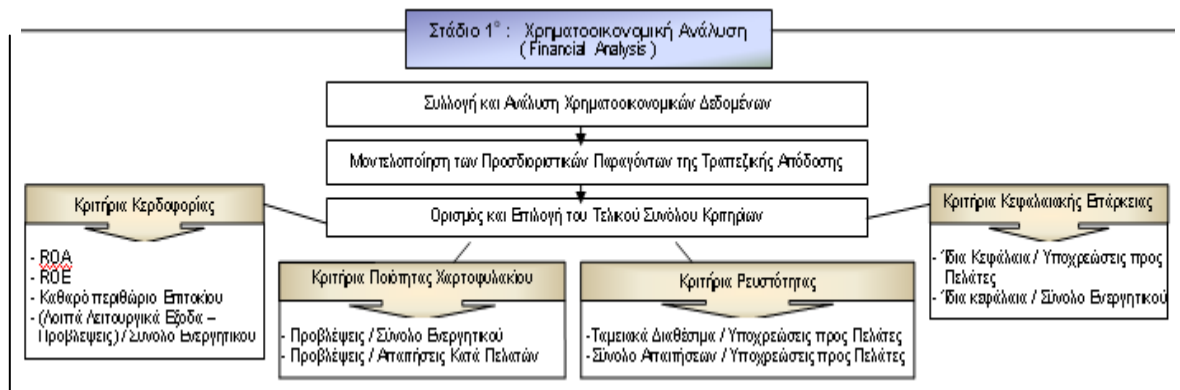 Στάδιο 1° : Χρηματοοικονομική Ανάλυση
( Financial Analysis )
Συλλογή και Ανάλυση Χρηματοοικονομικών Δεδομένων
Μοντελοποίηση των Προσδιοριστικών Παραγόντων της Τραπεζικής Απόδοσης
Ορισμός και Επιλογή του Τελικού Συνόλου Κριτηρίων
Κριτήρια Κερδοφορίας
- ROA
- ROE
- Καθαρό περιθώριο Επιτοκίου
- (Λοιπά Λειτουργικά Έξοδα –
Προβλέψεις) / Σύνολο Ενεργητικού
Κριτήρια Ποιότητας Χαρτοφυλακίου
- Προβλέψεις / Σύνολο Ενεργητικού
- Προβλέψεις / Απαιτήσεις Κατά Πελατών
Κριτήρια Ρευστότητας
- Ταμειακά Διαθέσιμα / Υποχρεώσεις προς Πελάτες
- Σύνολο Απαιτήσεων / Υποχρεώσεις προς Πελάτες
Κριτήρια Κεφαλαιακής Επάρκειας
- Ίδια Κεφάλαια / Υποχρεώσεις προς
Πελάτες
- Ίδια κεφάλαια / Σύνολο Ενεργητικού